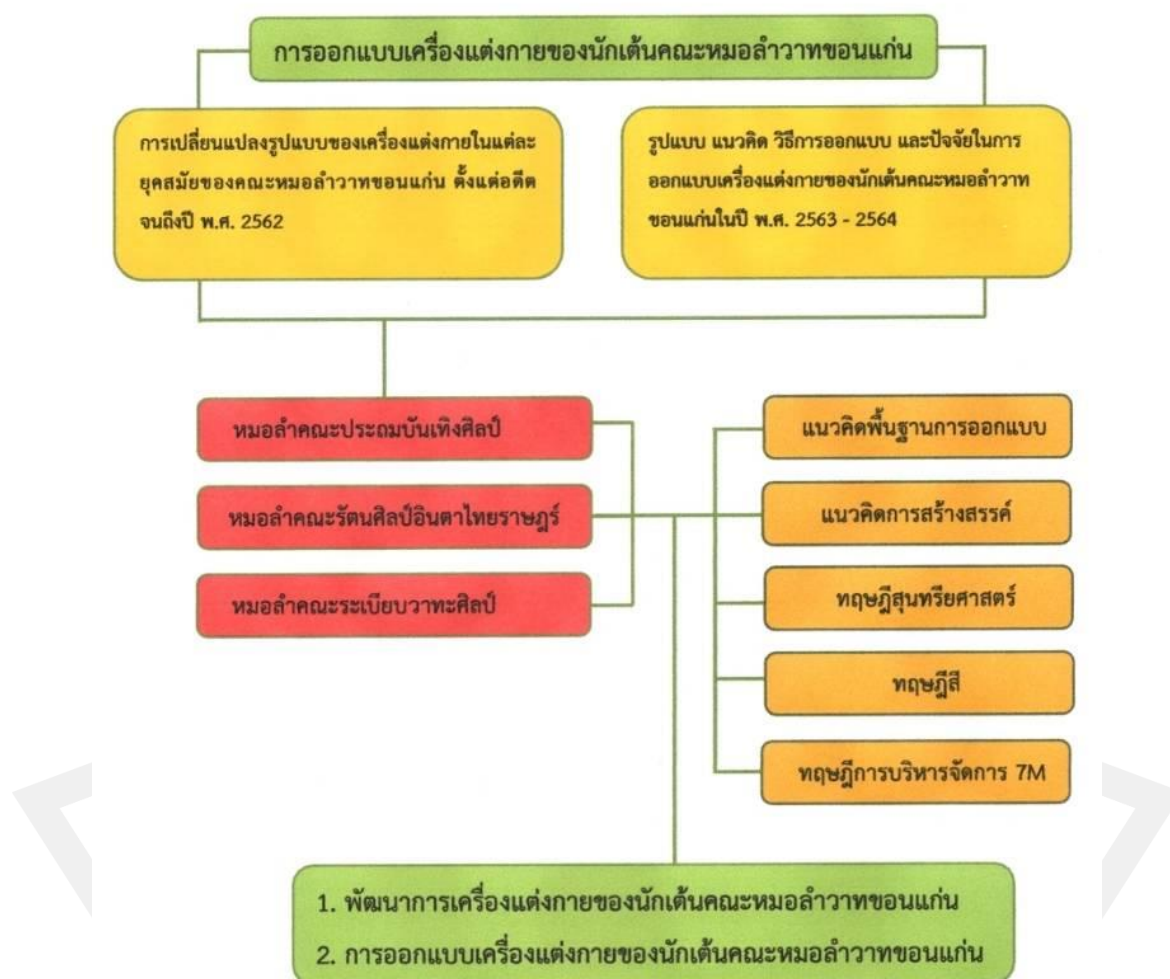 การออกแบบเครื่องแต่งกายของนักเต้นคณะหมอลำวาทขอนแก่น
การเปลี่ยนแปลงรูปแบบของเครื่องแต่งกายในแต่ละ
ยุคสมัยของคณะหมอลำวาทขอนแก่น ตั้งแต่อดีต
จนถึงปี พ.ศ. 2562
รูปแบบ แนวคิด วิธีการออกแบบ และปัจจัยในการ
ออกแบบเครื่องแต่งกายของนักเต้นคณะหมอลำวาท
ขอนแก่นในปี พ.ศ. 2563 - 2564
หมอลำคณะประถมบันเทิงศิลป์
หมอลำคณะรัตนศิลป์อินตาไทยราษฎร์
หมอลำคณะระเบียบวาทะศิลป์
แนวคิดพื้นฐานการออกแบบ
แนวคิดการสร้างสรรค์
ทฤษฎีสุนทรียศาสตร์
ทฤษฎีสี
ทฤษฎีการบริหารจัดการ 7M
1. พัฒนาการเครื่องแต่งกายของนักเต้นคณะหมอลำวาทขอนแก่น
2. การออกแบบเครื่องแต่งกายของนักเต้นคณะหมอลำวาทขอนแก่น